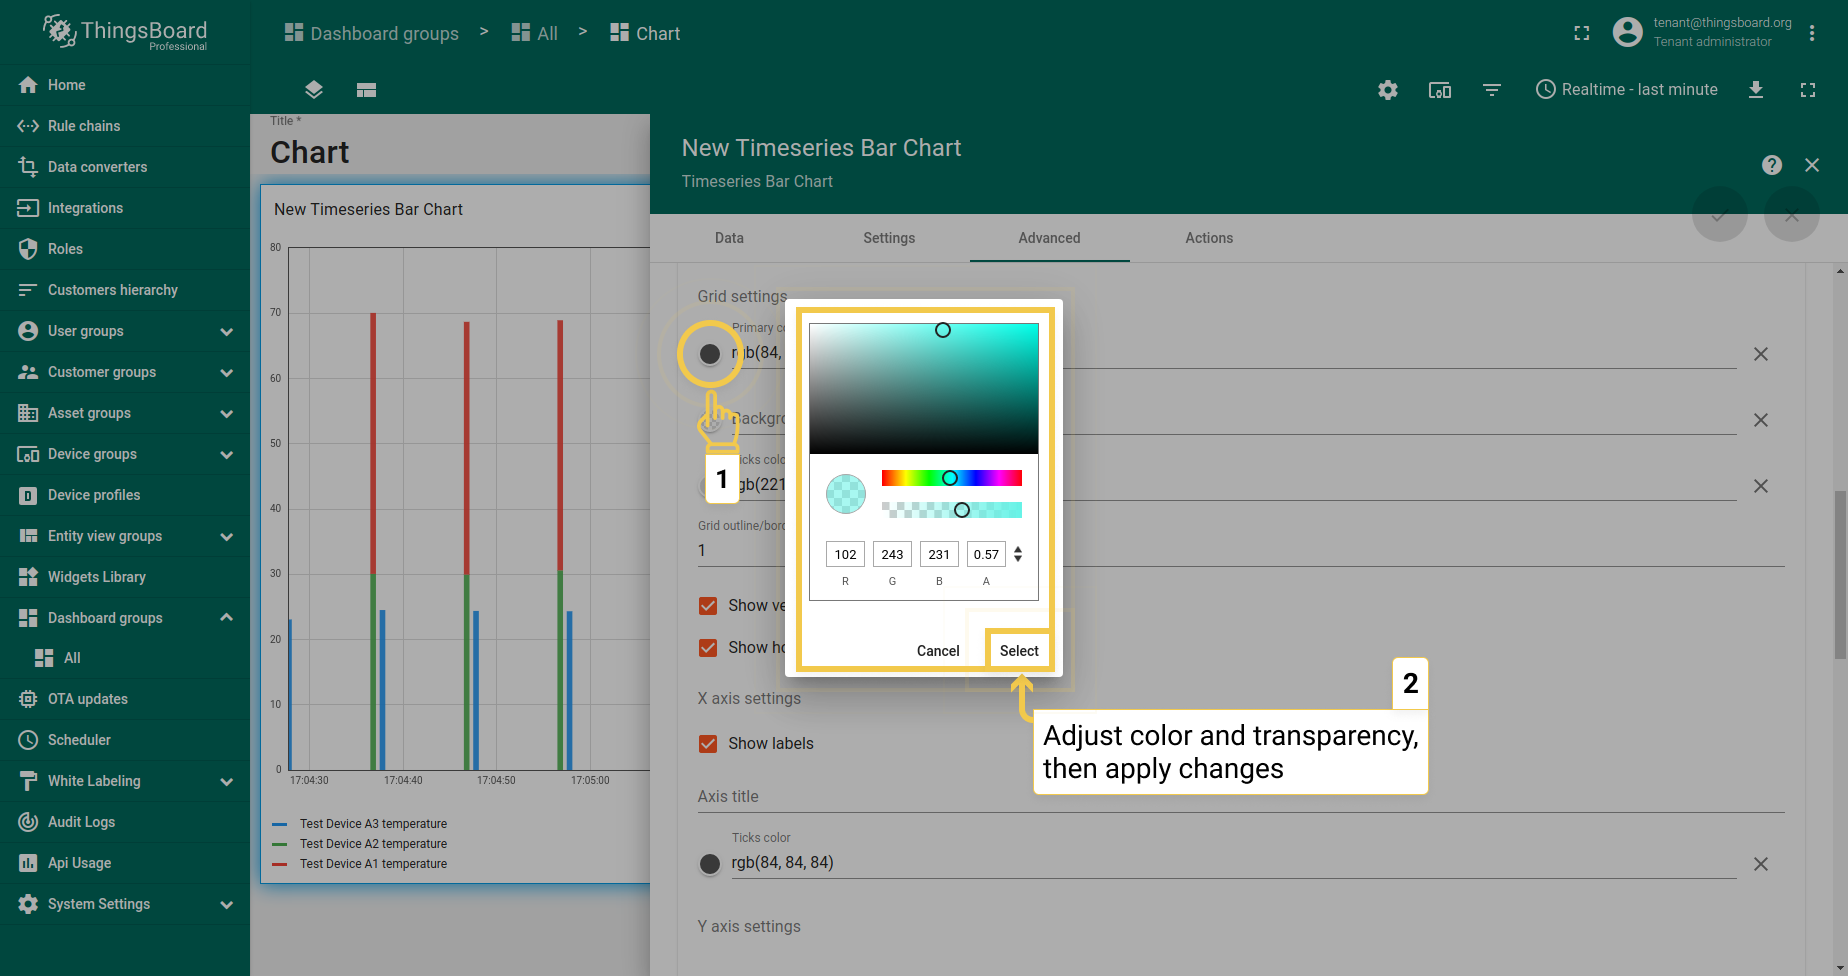 ThingsBoard
Professional
Home
Rule chains
Data converters
Integrations
Roles
Customers hierarchy
User groups
Customer groups
Asset groups
Device groups
Device profiles
Entity view groups
Widgets Library
Dashboard groups
All
OTA updates
Scheduler
White Labeling
Audit Logs
Api Usage
System Settings
Dashboard groups > All > Chart
tenant@thingsboard.org
Tenant administrator
Realtime - last minute
Title *
Chart
New Timeseries Bar Chart
80
70
60
50
40
30
20
10
0
17:04:30 17:04:40 17:04:50 17:05:00
Test Device A3 temperature
Test Device A2 temperature
Test Device A1 temperature
New Timeseries Bar Chart
Timeseries Bar Chart
Data Settings Advanced Actions
Grid settings
Primary co
rgb(84,
Backgro
icks colo
gb(221
Grid outline/bord
1
Show ve
Show ho
X axis settings
Show labels
Axis title
Ticks color
rgb(84, 84, 84)
Y axis settings
102 243 231 0.57
R G B A
Cancel Select
1
2
Adjust color and transparency,
then apply changes